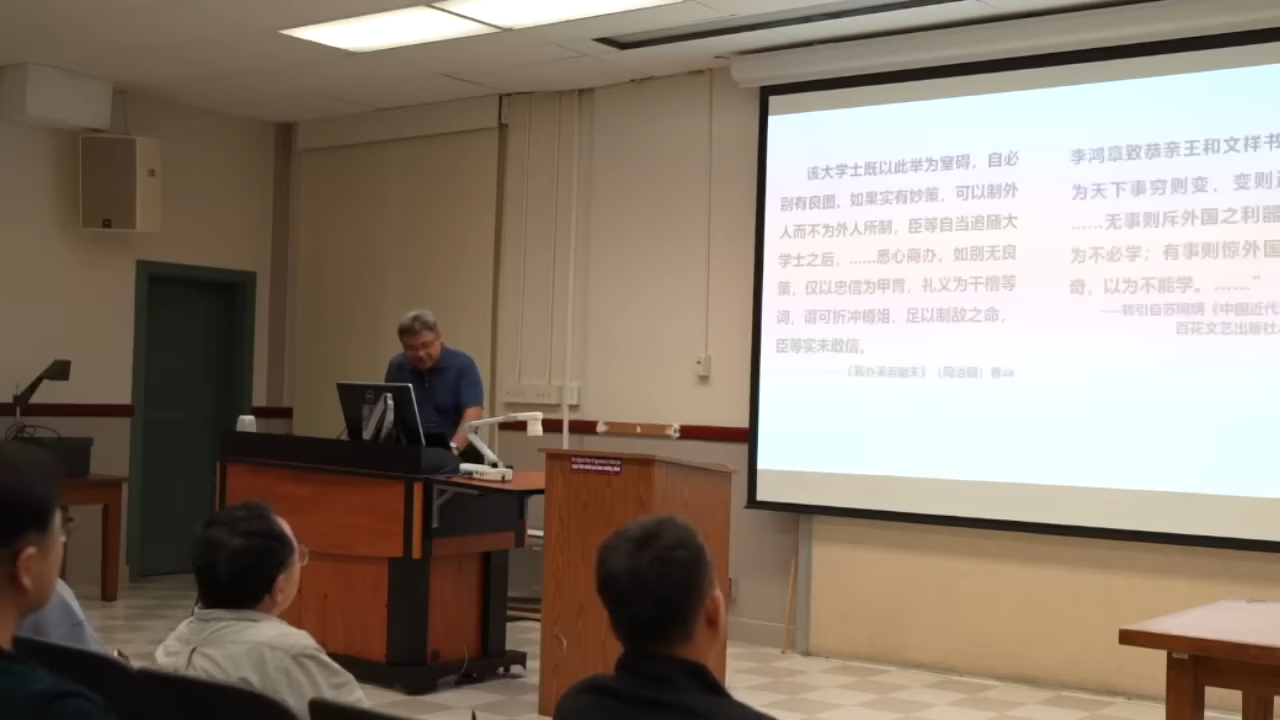 该大学士既以此举为窒碍，自必
别有良图。如果实有妙策，可以制外
人而不为外人所制，臣等自当追随大
学士之后，……悉心商办。如别无良
策，仅以忠信为甲胄，礼义为干橹等
词，谓可折冲樽俎，足以制敌之命，
臣等实未敢信。
李鸿章致恭亲王和文祥书
为天下事穷则变，变则
……无事则斥外国之利器
为不必学；有事则惊外国
奇，以为不能学。……”
——转引自苏同炳《中国近代
百花文艺出版社